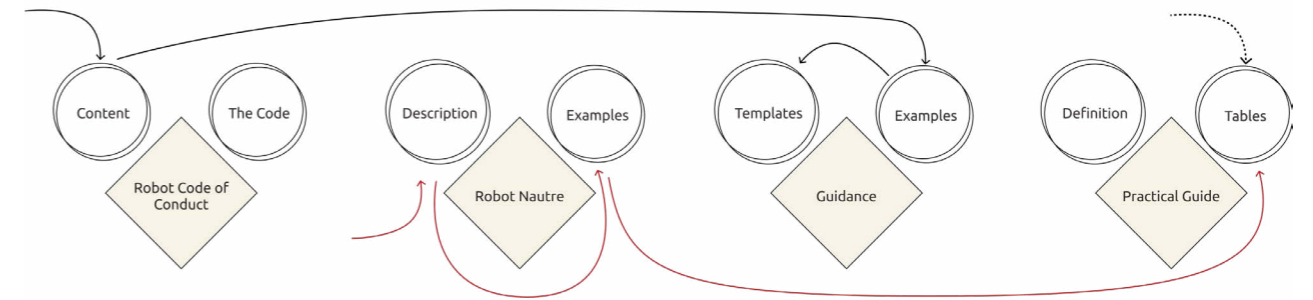 Content
The Code
Description
Examples
Templates
Examples
Definition
Tables
Robot Code of
Conduct
Robot Nautre
Guidance
Practical Guide